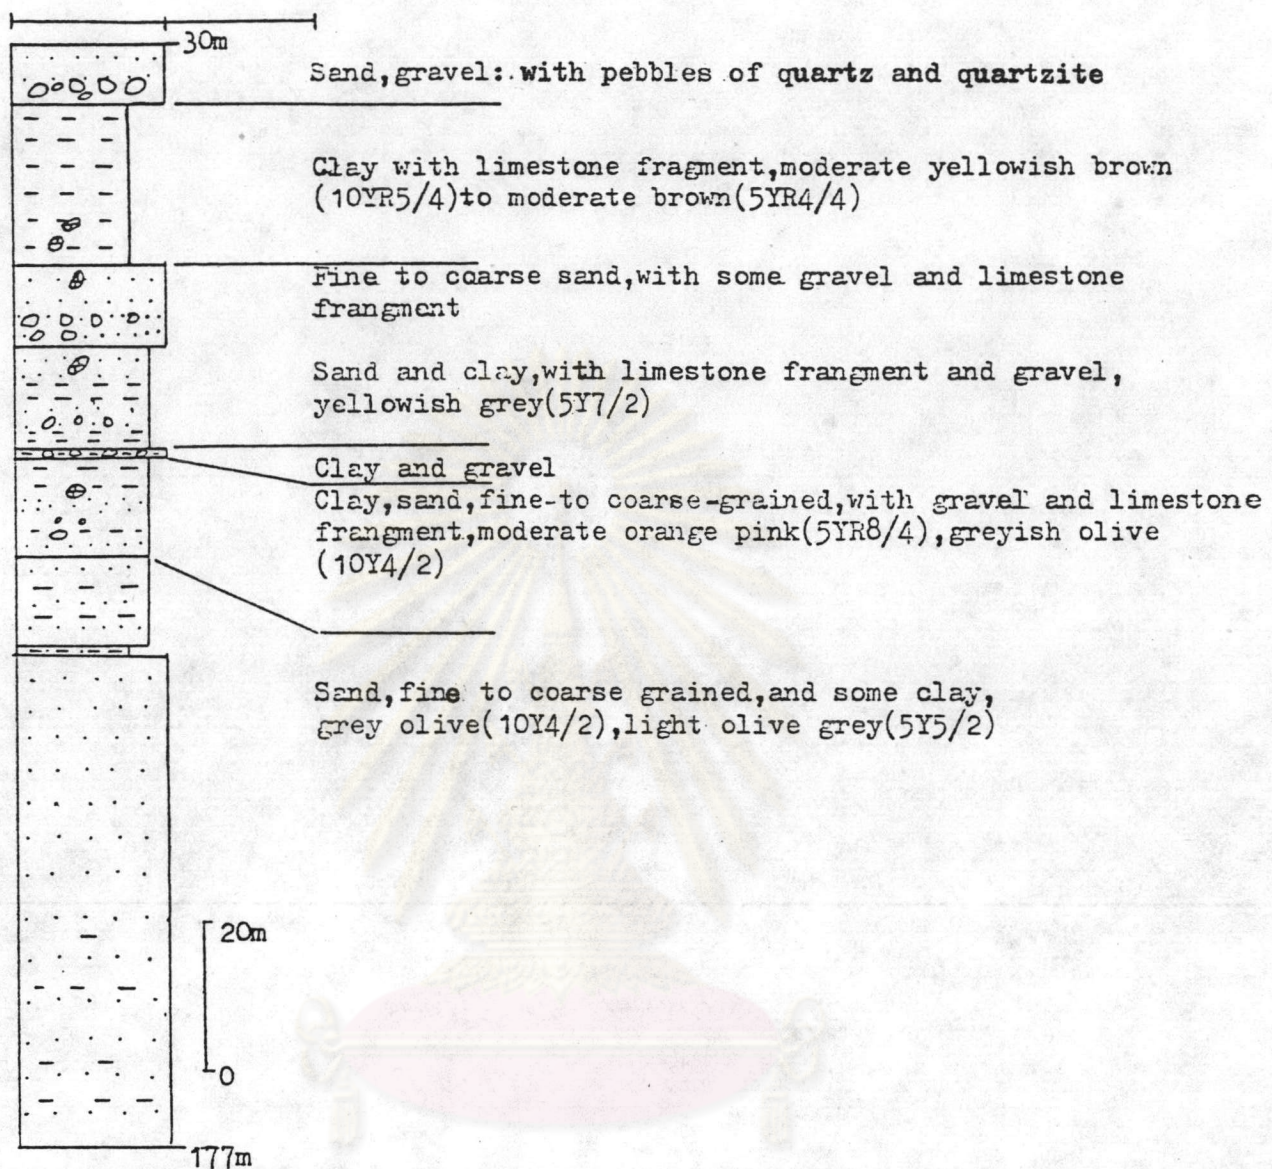 30m
Sand,gravel:.with pebbles of quartz and quartzite
Clay with limestone fragment,moderate yellowish brown
(10YR5/4)to moderate brown(5YR4/4)
Fine to coarse sand,with some gravel and limestone
frangment
Sand and clay,with limestone frangment and gravel,
yellowish grey(5Y7/2)
Clay and gravel
Clay,sand,fine-to coarse-grained,with gravel and limestone
frangment,moderate orange pink(5YR8/4),greyish olive
(10Y4/2)
Sand,fine to coarse grained,and some clay,
grey olive(10Y4/2),light olive grey(5Y5/2)
20m
0
177m